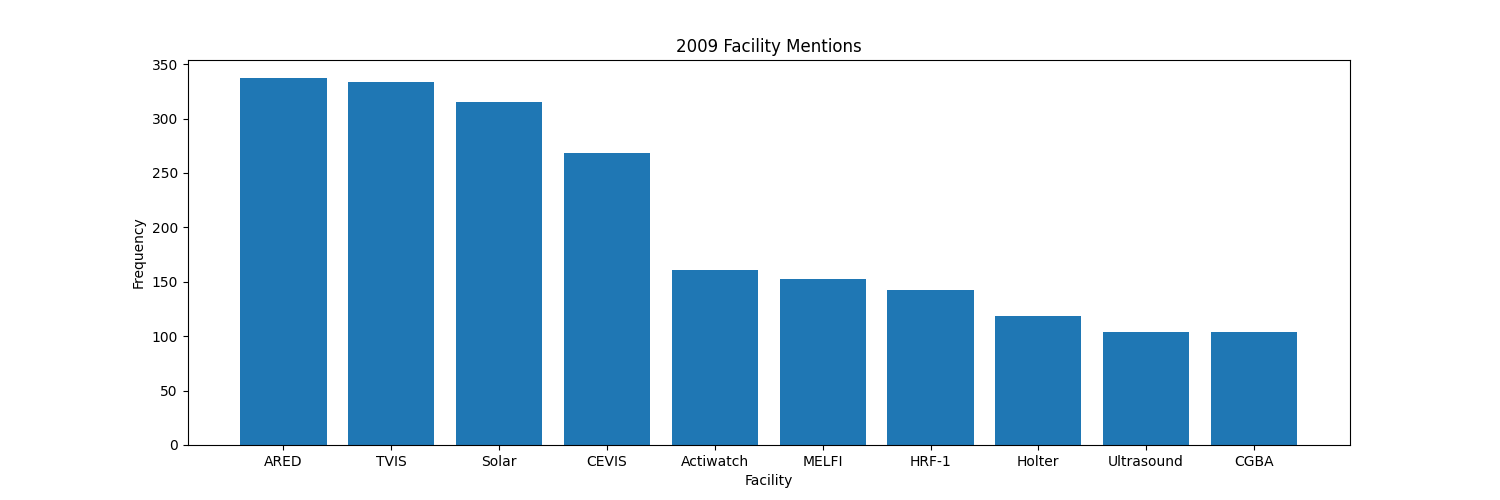 2009 Facility Mentions
350
300
250
200
150
100
50
0
Frequency
ARED TVIS Solar CEVIS Actiwatch MELFI HRF-1 Holter Ultrasound CGBA
Facility